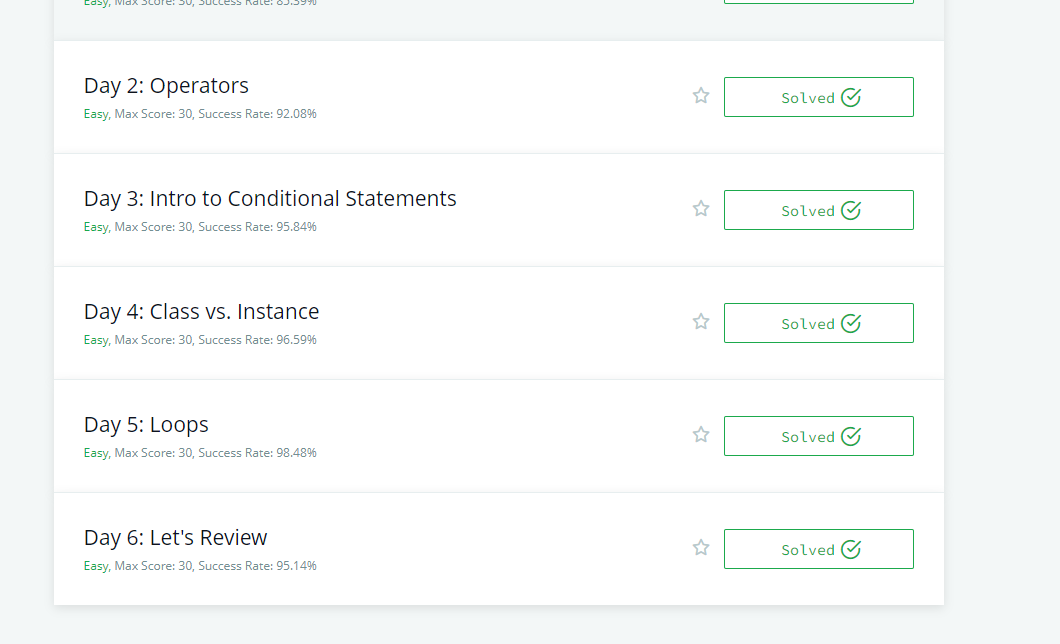 Easy, Max Score: 30, Success Rate: 85.39%
Day 2: Operators
Easy, Max Score: 30, Success Rate: 92.08%
Solved
Day 3: Intro to Conditional Statements
Easy, Max Score: 30, Success Rate: 95.84%
Solved
Day 4: Class vs. Instance
Easy, Max Score: 30, Success Rate: 96.59%
Solved
Day 5: Loops
Easy, Max Score: 30, Success Rate: 98.48%
Solved
Day 6: Let's Review
Easy, Max Score: 30, Success Rate: 95.14%
Solved